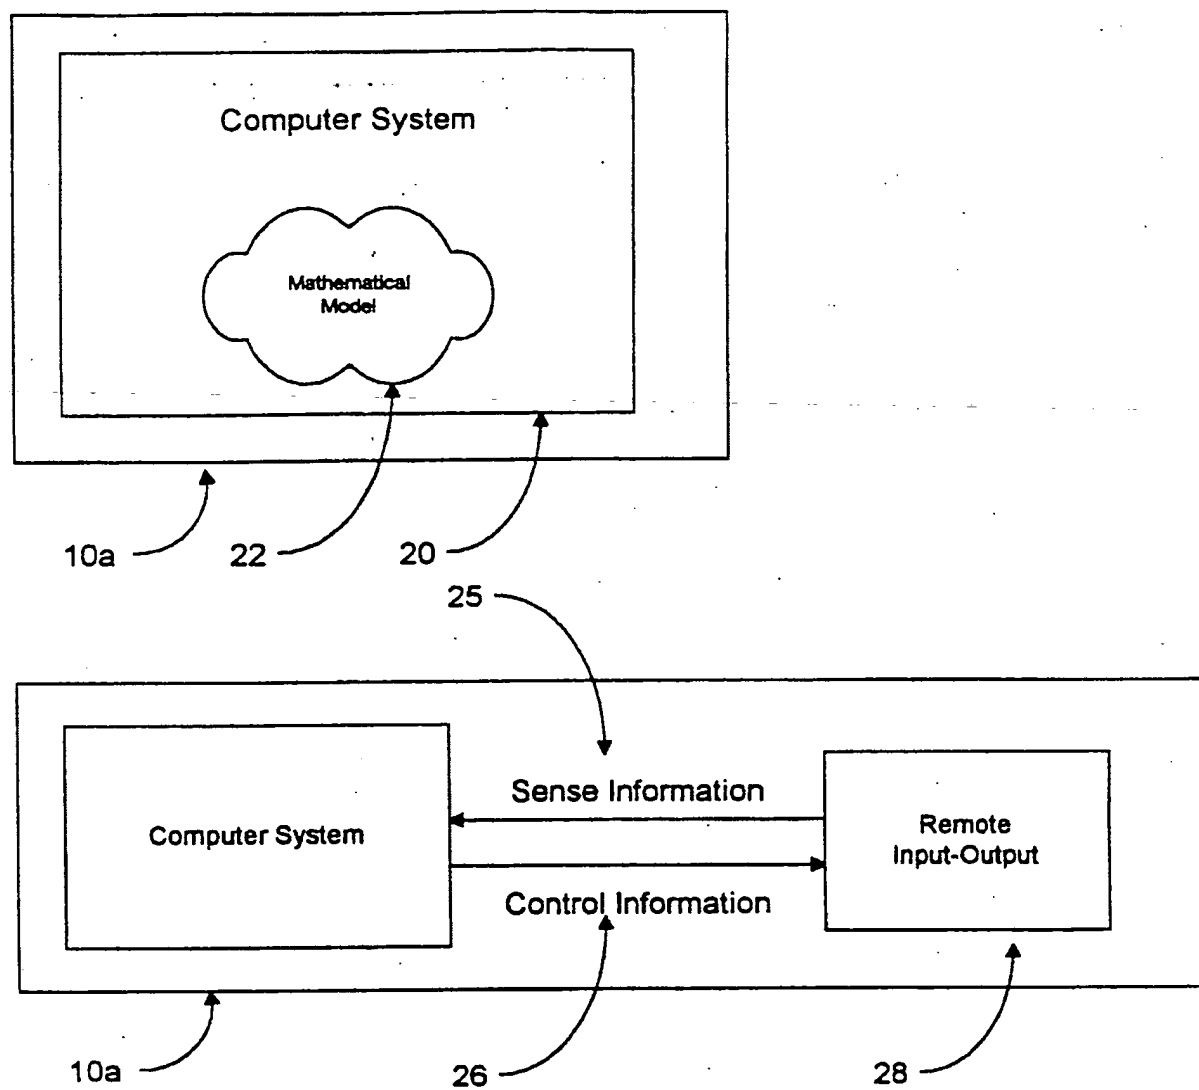 Computer System
Mathematical
Model
10a
22
20
25
Sense Information
Computer System
Remote
Input-Output
Control Information
10a
26
28